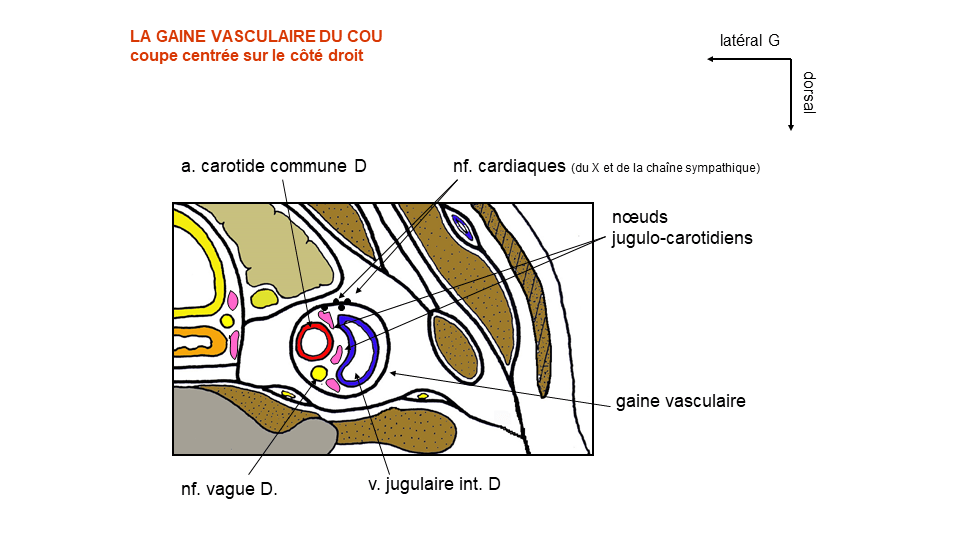 LA GAINE VASCULAIRE DU COU
coupe centrée sur le côté droit
latéral G
dorsal
a. carotide commune D
nf. cardiaques (du X et de la chaîne sympathique)
nœuds
jugulo-carotidiens
gaine vasculaire
nf. vague D.
v. jugulaire int. D